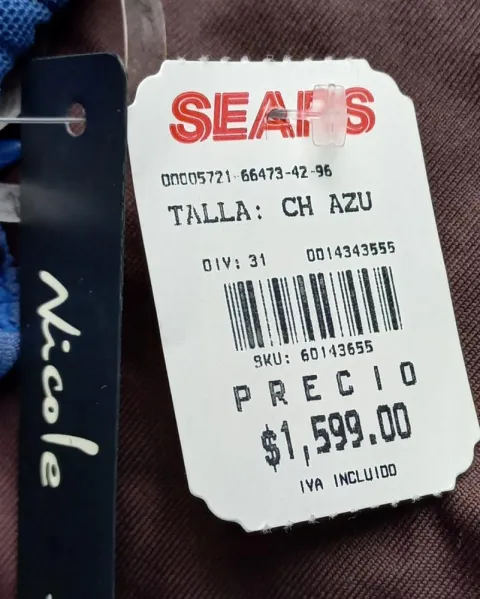 SEARS
00005721-66473-42-96
TALLA: CH AZU
DIV: 31 0014343555
SKU: 60143655
PRECIO
$1,599.00
IVA INCLUIDO
Nicole